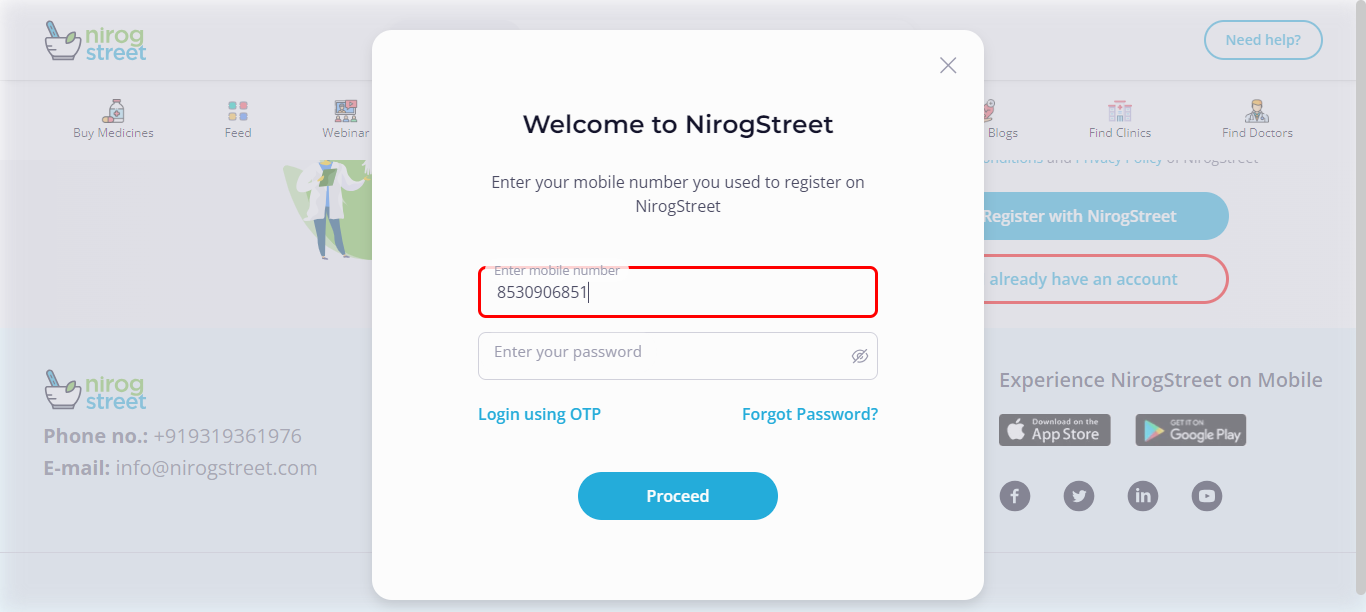 nirog
street
Need help?
Buy Medicines
Feed
Webinar
Blogs
Find Clinics
Find Doctors
Welcome to NirogStreet
Enter your mobile number you used to register on
NirogStreet
Enter mobile number
8530906851
Enter your password
Login using OTP
Forgot Password?
Proceed
and Privacy Policy of NirogStreet
Register with NirogStreet
already have an account
nirog
street
Phone no.: +919319361976
E-mail: info@nirogstreet.com
Experience NirogStreet on Mobile
Download on the
App Store
GET IT ON
Google Play